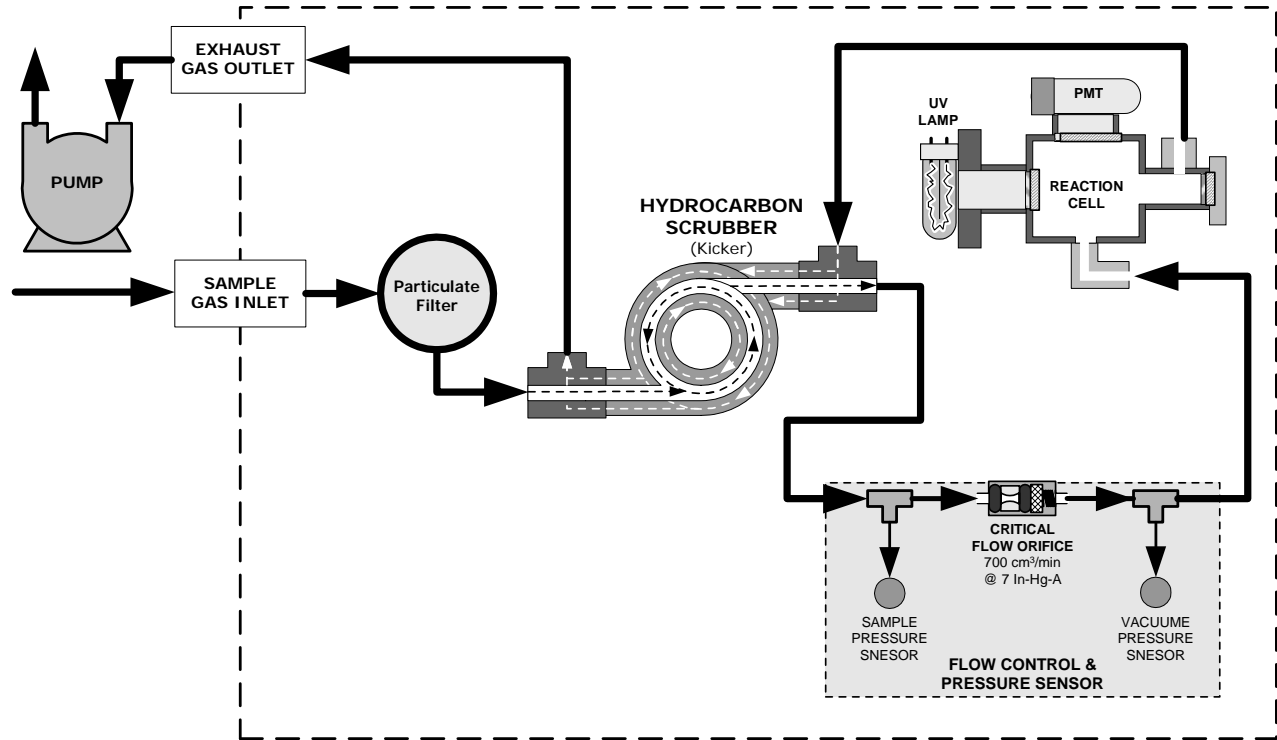 EXHAUST
GAS OUTLET
PUMP
SAMPLE
GAS INLET
Particulate
Filter
HYDROCARBON
SCRUBBER
(Kicker)
UV
LAMP
PMT
REACTION
CELL
CRITICAL
FLOW ORIFICE
700 cm³/min
@ 7 In-Hg-A
SAMPLE
PRESSURE
SNESOR
VACUUME
PRESSURE
SNESOR
FLOW CONTROL &
PRESSURE SENSOR